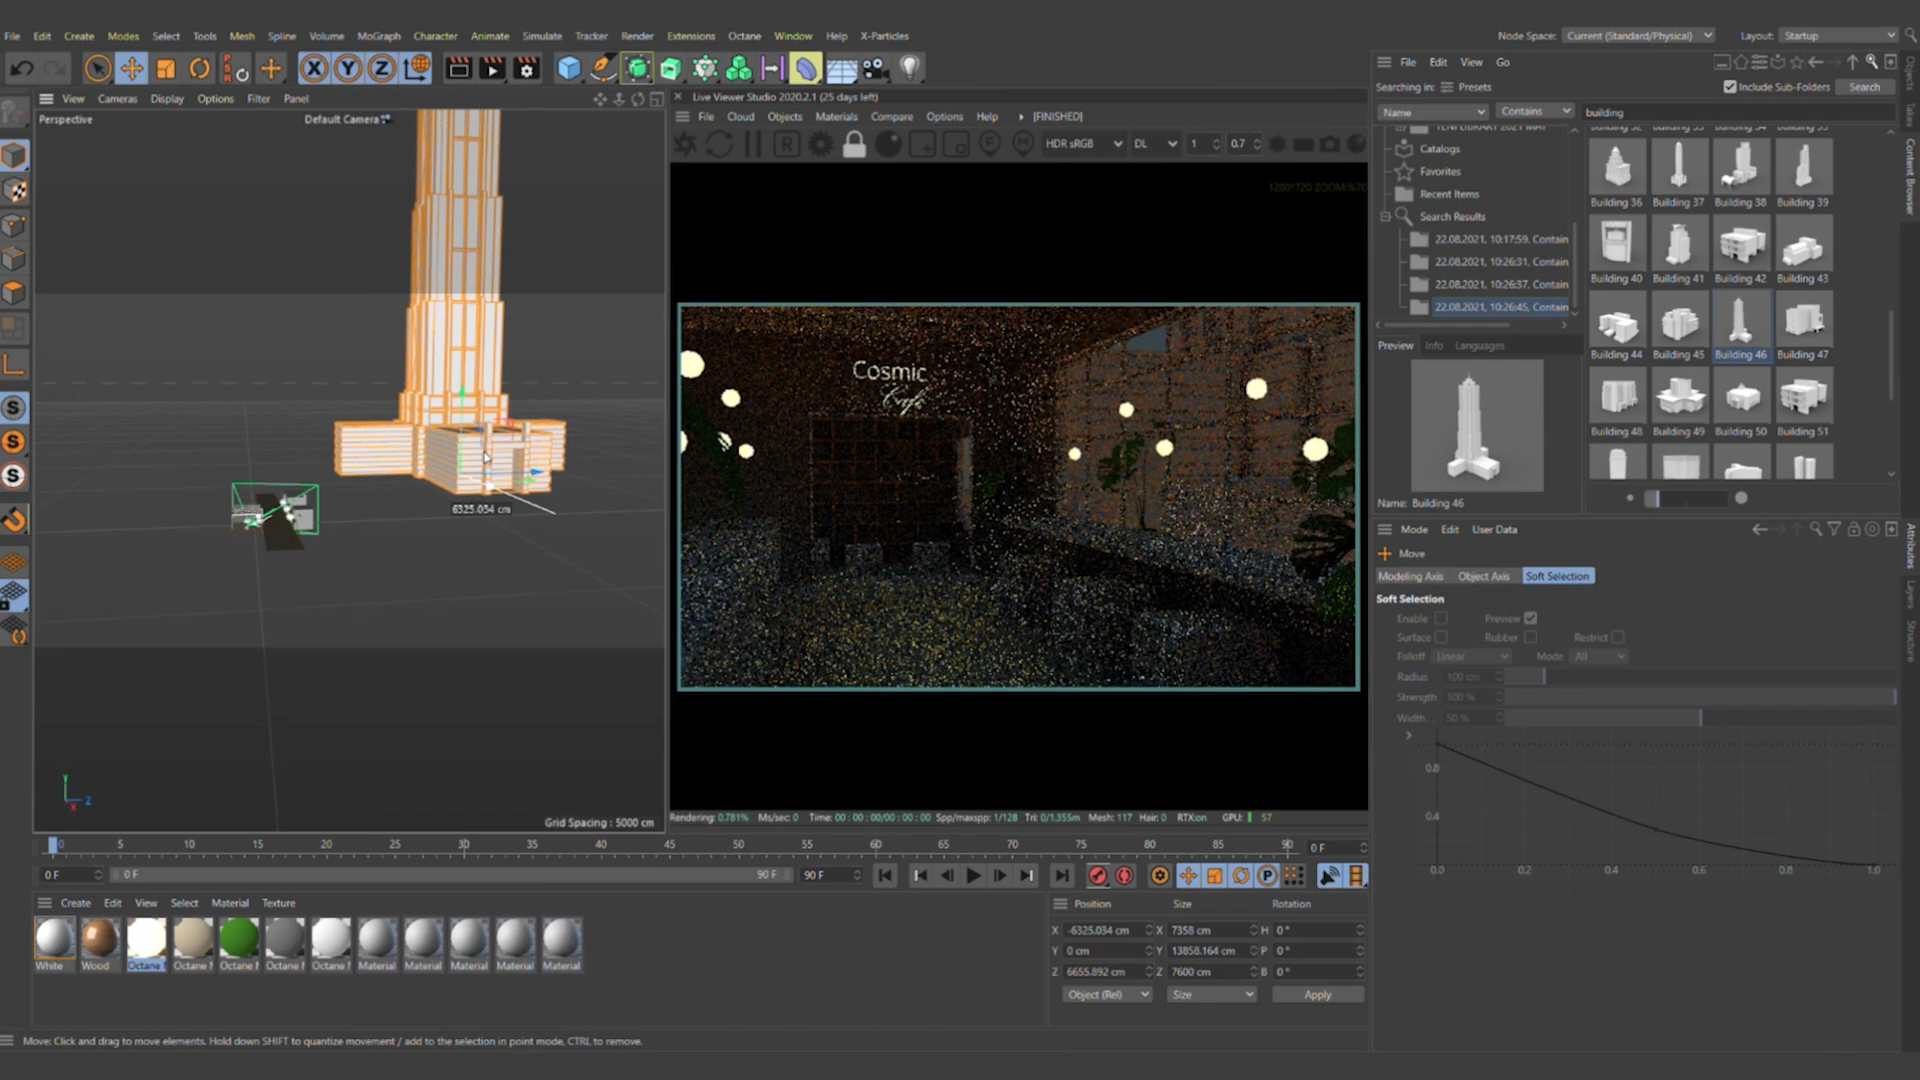 File Edit Create Modes Select Tools Mesh Spline Volume MoGraph Character Animate Simulate Tracker Render Extensions Octane Window Help X-Particles
Node Space: Current (Standard/Physical) Layout: Startup
File Edit View Go
View Cameras Display Options Filter Panel
Live Viewer Studio 2020.2.1 (25 days left)
Searching in: Presets Include Sub-Folders Search
Name Contains building
Perspective Default Camera
File Cloud Objects Materials Compare Options Help [FINISHED]
HDR sRGB DL 1 0.7
Catalogs
Favorites
Recent Items
Search Results
22.08.2021, 10:17:59, Contain
22.08.2021, 10:26:31, Contain
22.08.2021, 10:26:37, Contain
22.08.2021, 10:26:45, Contain
Building 36 Building 37 Building 38 Building 39
Building 40 Building 41 Building 42 Building 43
Building 44 Building 45 Building 46 Building 47
Building 48 Building 49 Building 50 Building 51
Preview Info Languages
Name: Building 46
Cosmic
Café
6325.034 cm
Mode Edit User Data
Move
Modeling Axis Object Axis Soft Selection
Soft Selection
Enable Preview
Surface Rubber Restrict
Falloff Linear Mode All
Radius 100 cm
Strength 100 %
Width 50 %
0.8
0.4
0.0 0.2 0.4 0.6 0.8 1.0
Y
Z
X
Grid Spacing : 5000 cm
Rendering: 0.781% Ms/sec: 0 Time: 00 : 00 : 00/00 : 00 : 00 Spp/maxspp: 1/128 Tri: 0/1.355m Mesh: 117 Hair: 0 RTX:on GPU: 57
0 5 10 15 20 25 30 35 40 45 50 55 60 65 70 75 80 85 90 0 F
0 F 0 F 90 F 90 F
Create Edit View Select Material Texture
White Wood Octane Octane Octane Octane Octane Material Material Material Material Material
Position Size Rotation
X -6325.034 cm X 7358 cm H 0 °
Y 0 cm Y 13858.164 cm P 0 °
Z 6655.892 cm Z 7600 cm B 0 °
Object (Rel) Size Apply
Move: Click and drag to move elements. Hold down SHIFT to quantize movement / add to the selection in point mode, CTRL to remove.
Objects
Takes
Content Browser
Attributes
Layers
Structure